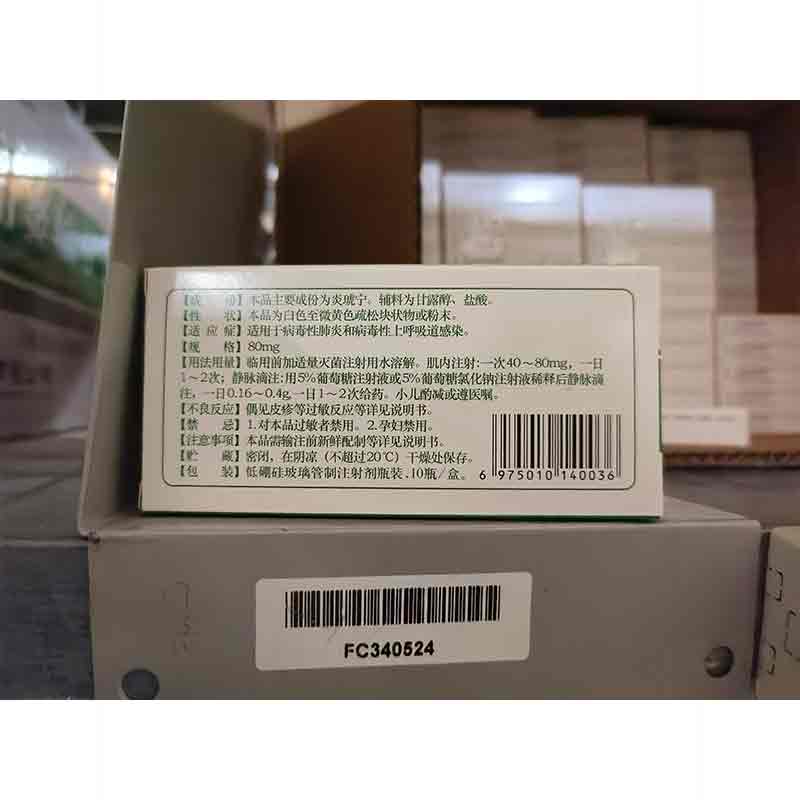 【成 份】本品主要成份为炎琥宁。辅料为甘露醇、盐酸。
【性 状】本品为白色至微黄色疏松块状物或粉末。
【适应症】适用于病毒性肺炎和病毒性上呼吸道感染。
【规 格】80mg
【用法用量】临用前加适量灭菌注射用水溶解。肌内注射:一次40～80mg，一日
1～2次；静脉滴注:用5%葡萄糖注射液或5%葡萄糖氯化钠注射液稀释后静脉滴
注，一日0.16～0.4g,一日1～2次给药。小儿酌减或遵医嘱。
【不良反应】偶见皮疹等过敏反应等详见说明书。
【禁 忌】1.对本品过敏者禁用。2.孕妇禁用。
【注意事项】本品需输注前新鲜配制等详见说明书。
【贮 藏】密闭，在阴凉（不超过20℃）干燥处保存。
【包 装】低硼硅玻璃管制注射剂瓶装、10瓶/盒。
6 975010 140036
FC340524